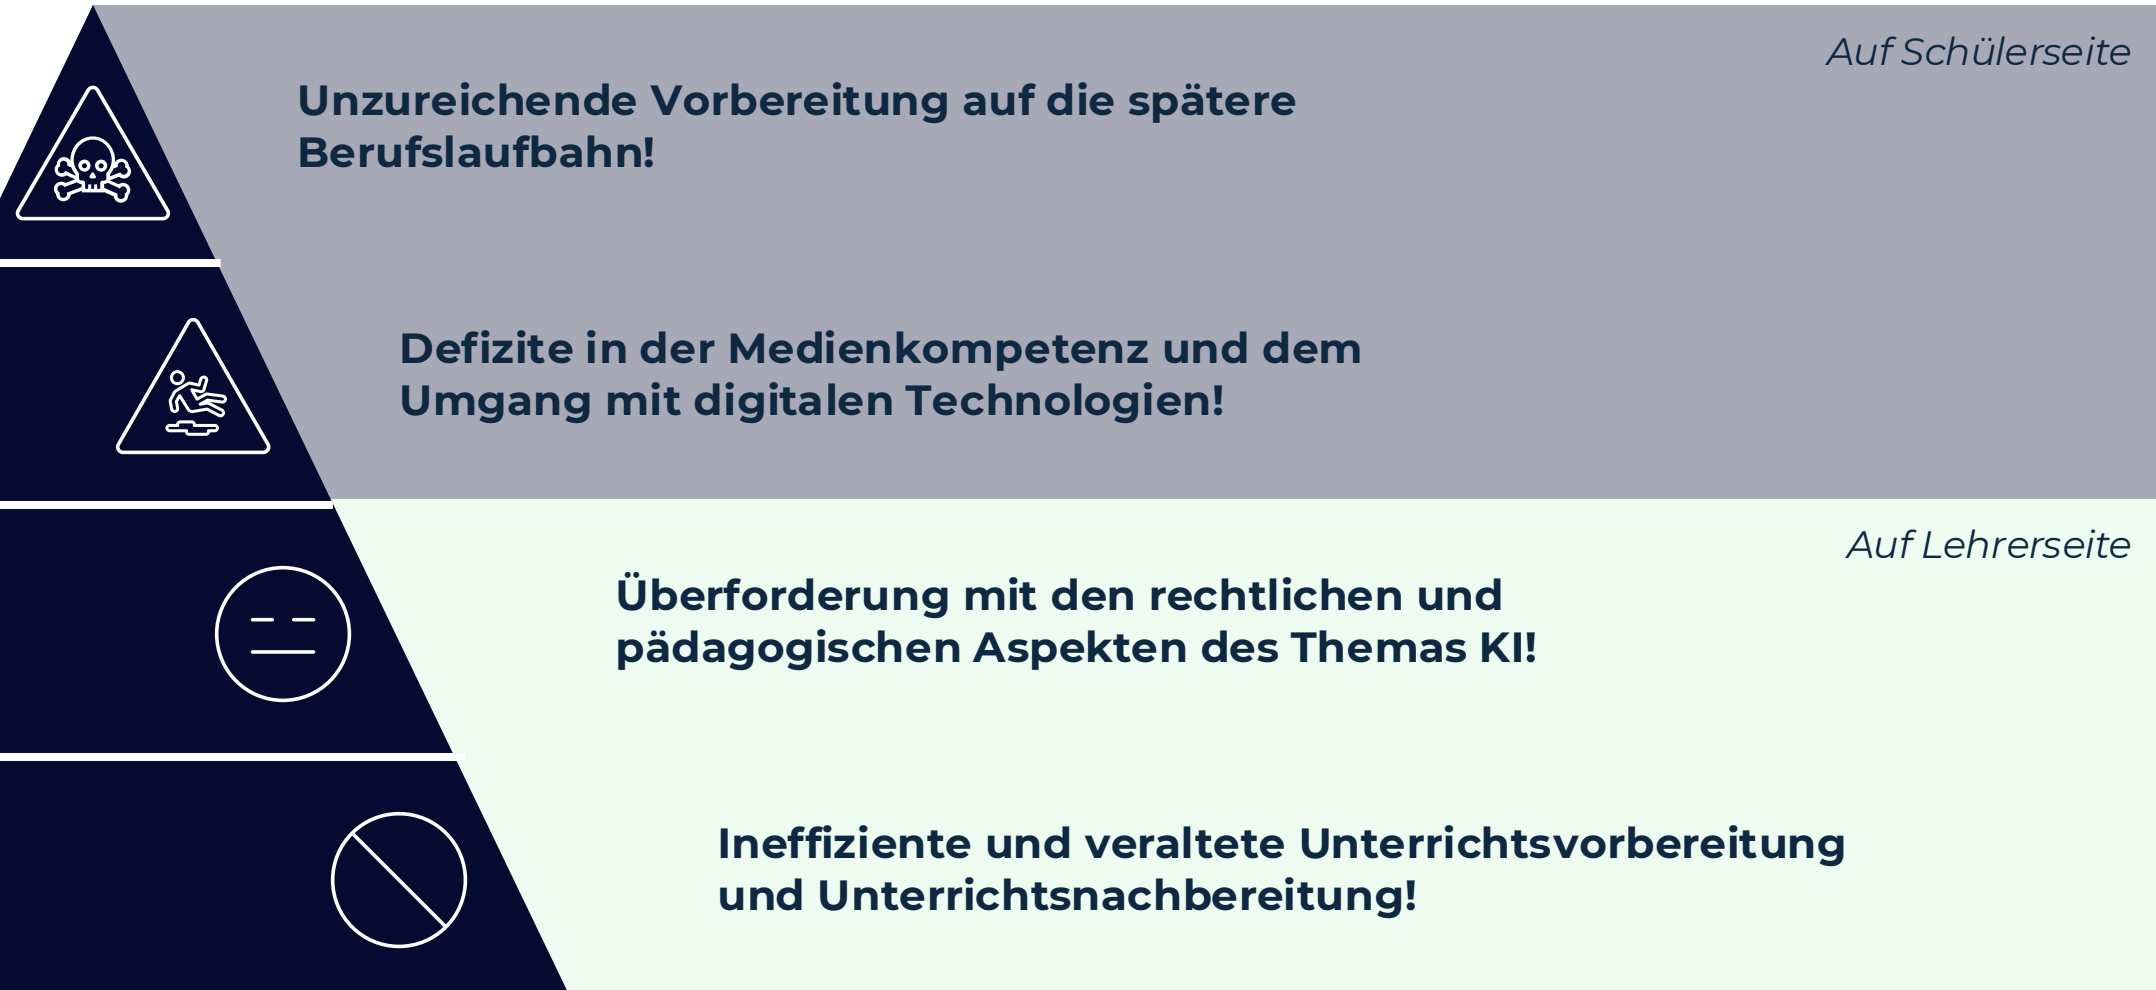 Auf Schülerseite
Unzureichende Vorbereitung auf die spätere
Berufslaufbahn!
Defizite in der Medienkompetenz und dem
Umgang mit digitalen Technologien!
Auf Lehrerseite
Überforderung mit den rechtlichen und
pädagogischen Aspekten des Themas KI!
Ineffiziente und veraltete Unterrichtsvorbereitung
und Unterrichtsnachbereitung!